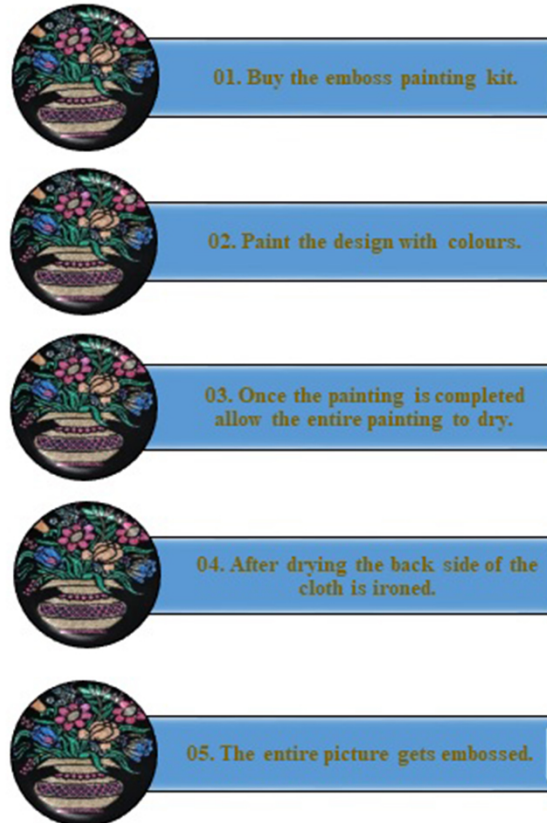 01. Buy the emboss painting kit.
02. Paint the design with colours.
03. Once the painting is completed
allow the entire painting to dry.
04. After drying the back side of the
cloth is ironed.
05. The entire picture gets embossed.